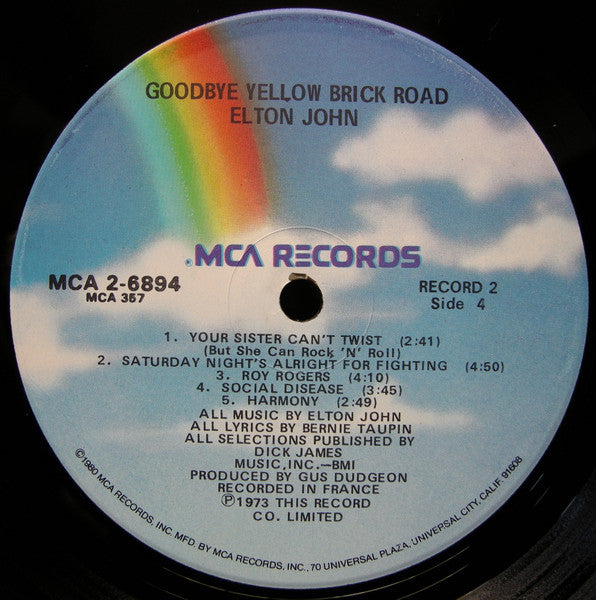 GOODBYE YELLOW BRICK ROAD
ELTON JOHN
®MCA RECORDS
MCA 2-6894
MCA 357
RECORD 2
Side 4
1. YOUR SISTER CAN'T TWIST (2:41)
(But She Can Rock 'N' Roll)
2. SATURDAY NIGHT'S ALRIGHT FOR FIGHTING (4:50)
3. ROY ROGERS (4:10)
4. SOCIAL DISEASE (3:45)
5. HARMONY (2:49)
ALL MUSIC BY ELTON JOHN
ALL LYRICS BY BERNIE TAUPIN
ALL SELECTIONS PUBLISHED BY
DICK JAMES
MUSIC, INC.—BMI
PRODUCED BY GUS DUDGEON
RECORDED IN FRANCE
Ⓟ1973 THIS RECORD
CO. LIMITED
©1980 MCA RECORDS, INC. MFD. BY MCA RECORDS, INC., 70 UNIVERSAL PLAZA, UNIVERSAL CITY, CALIF. 91608